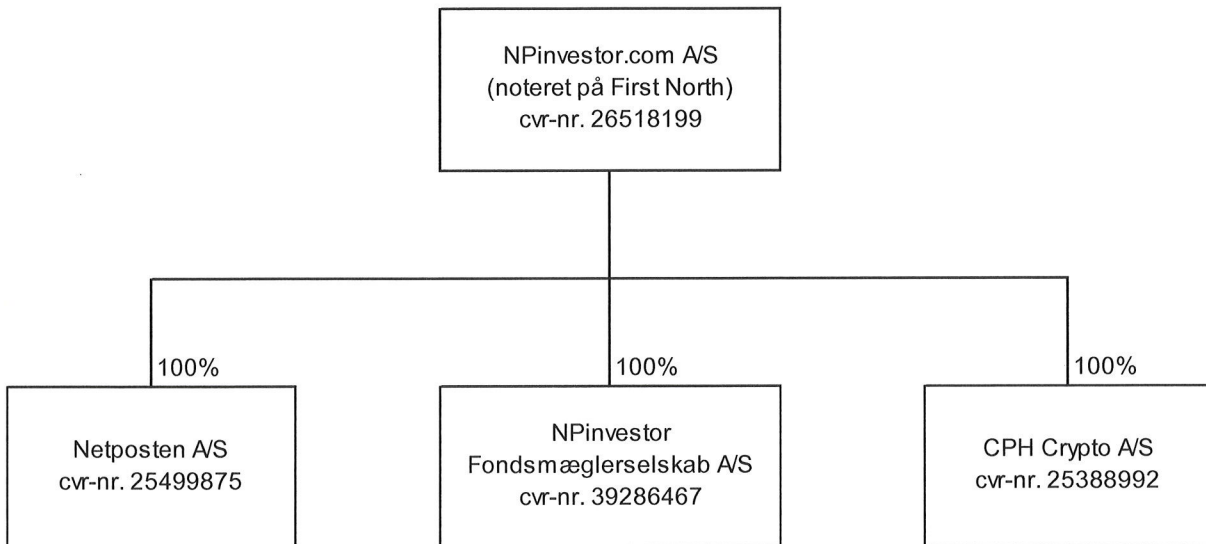 NPinvestor.com A/S
(noteret på First North)
cvr-nr. 26518199
100%
100%
100%
Netposten A/S
cvr-nr. 25499875
NPinvestor
Fondsmæglerselskab A/S
cvr-nr. 39286467
CPH Crypto A/S
cvr-nr. 25388992